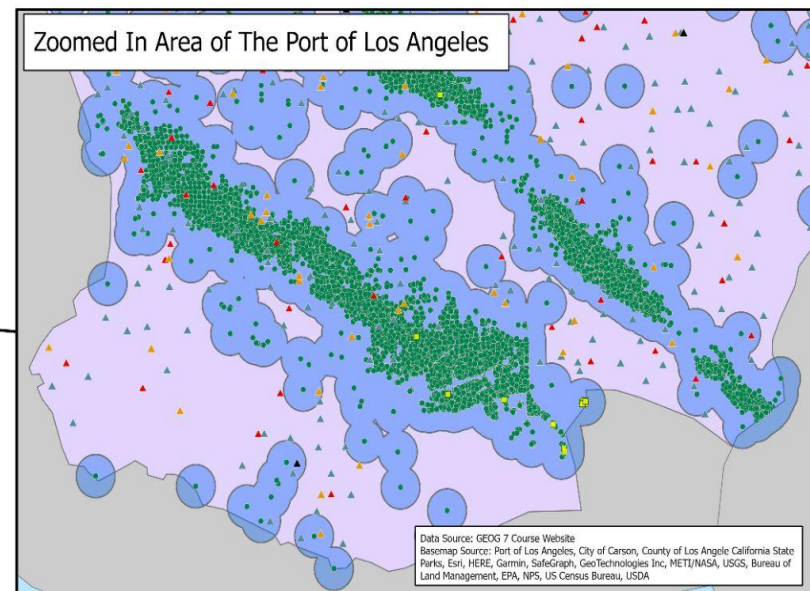 Zoomed In Area of The Port of Los Angeles
Data Source: GEOG 7 Course Website
Basemap Source: Port of Los Angeles, City of Carson, County of Los Angele California State
Parks, Esri, HERE, Garmin, SafeGraph, GeoTechnologies Inc, METI/NASA, USGS, Bureau of
Land Management, EPA, NPS, US Census Bureau, USDA